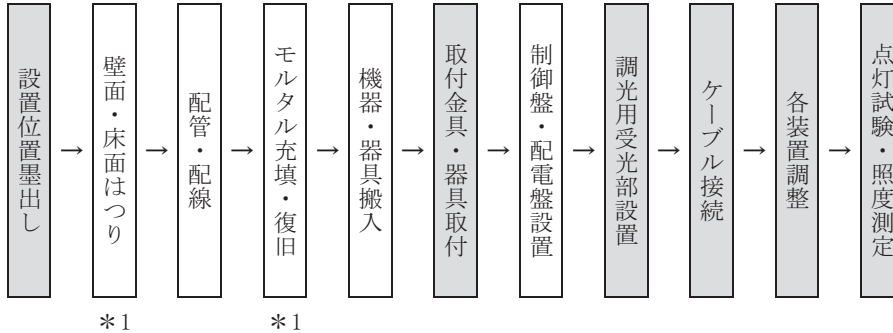 設置位置墨出し
→
壁面・床面はつり
→
配管・配線
→
モルタル充填・復旧
→
機器・器具搬入
→
取付金具・器具取付
→
制御盤・配電盤設置
→
調光用受光部設置
→
ケーブル接続
→
各装置調整
→
点灯試験・照度測定
＊1
＊1